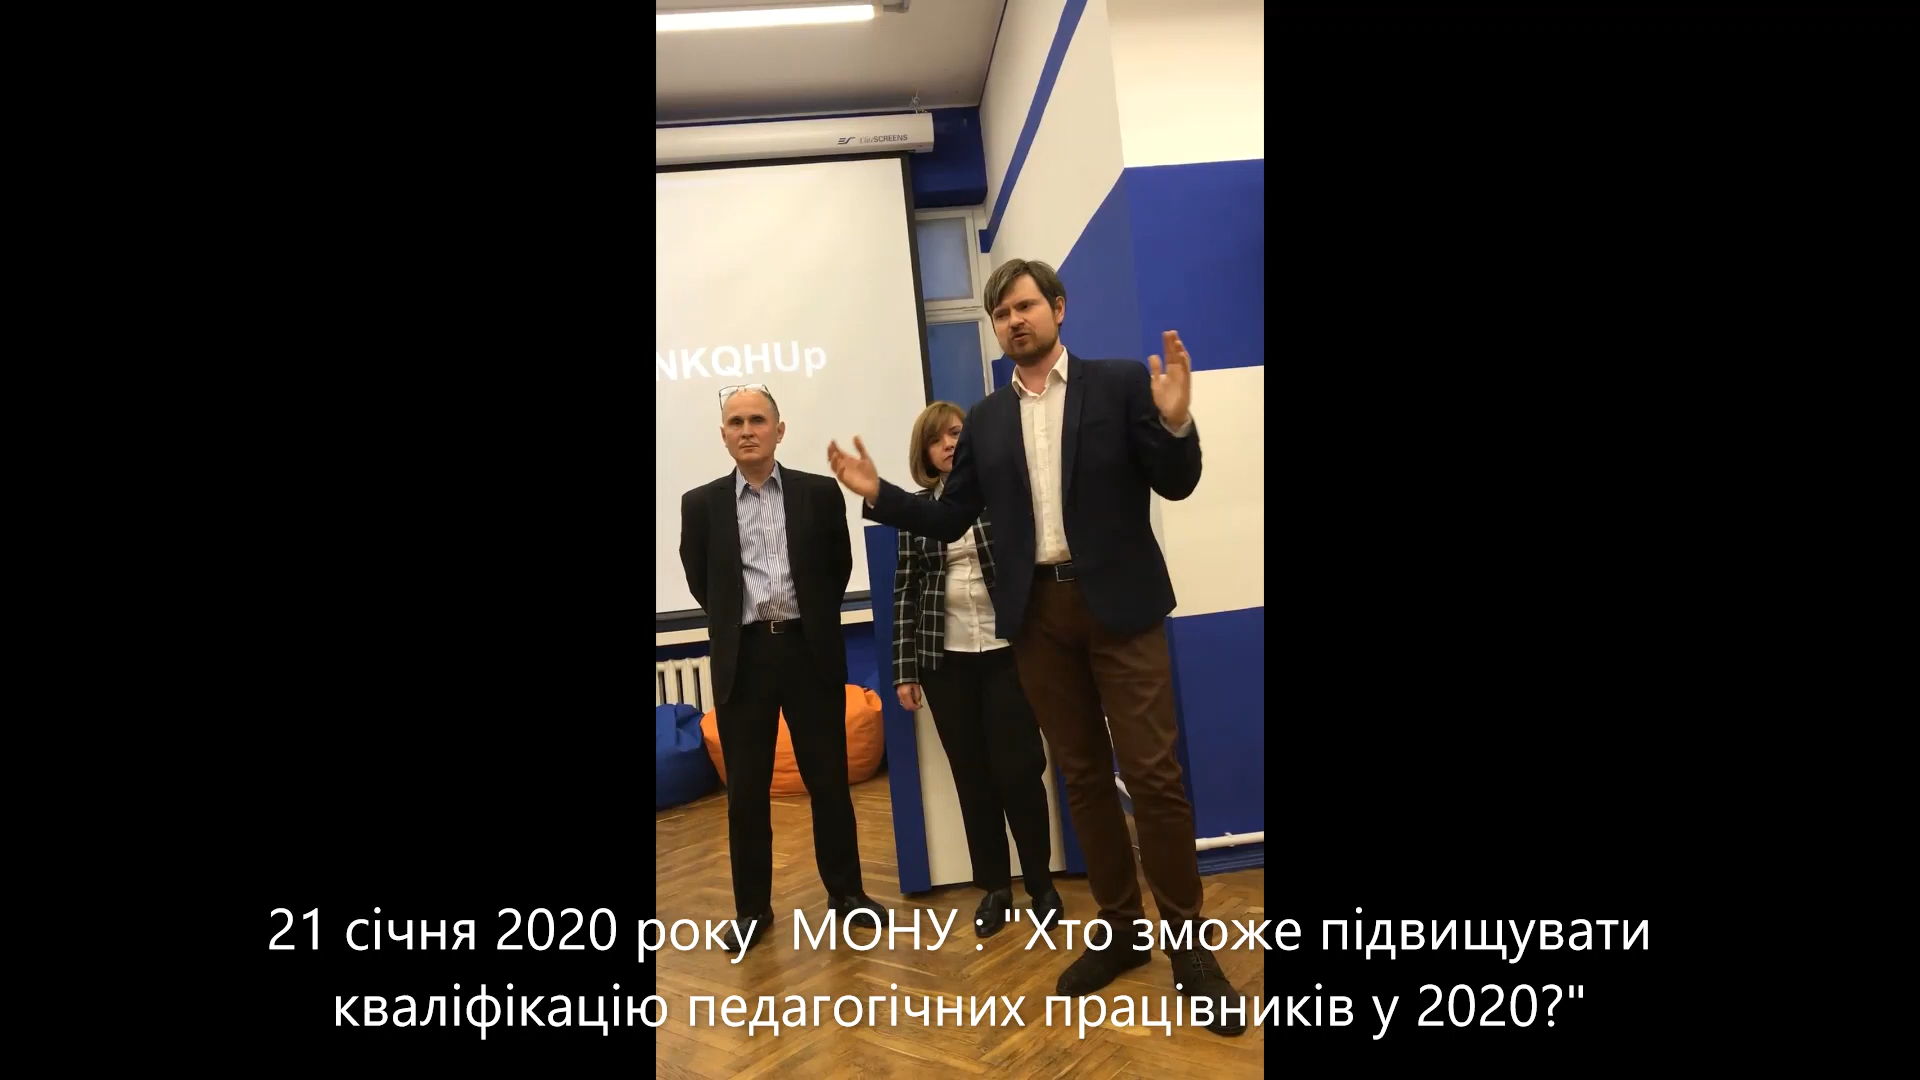 EliteSCREENS
NKQHUp
21 січня 2020 року МОНУ : "Хто зможе підвищувати
кваліфікацію педагогічних працівників у 2020?"